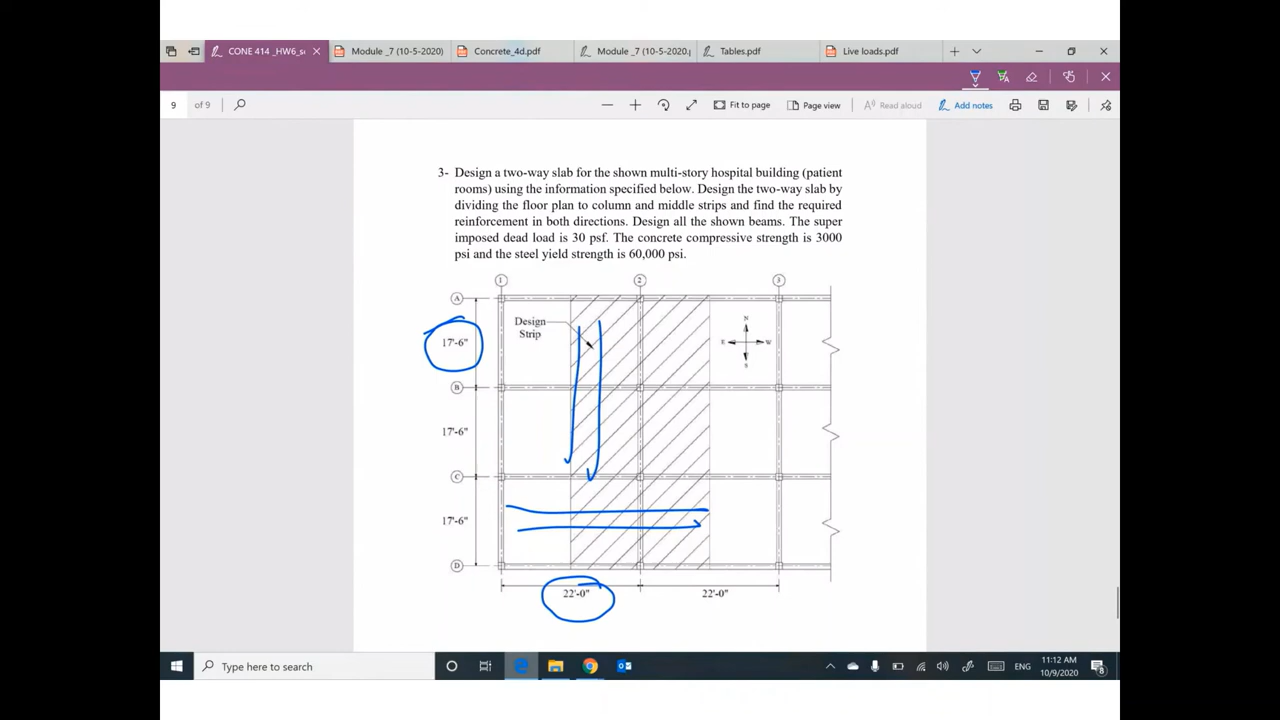 CONE 414 _HW6_s
Module _7 (10-5-2020)
Concrete_4d.pdf
Module _7 (10-5-2020).
Tables.pdf
Live loads.pdf
9 of 9
Fit to page
Page view
A
Read aloud
Add notes
3- Design a two-way slab for the shown multi-story hospital building (patient
rooms) using the information specified below. Design the two-way slab by
dividing the floor plan to column and middle strips and find the required
reinforcement in both directions. Design all the shown beams. The super
imposed dead load is 30 psf. The concrete compressive strength is 3000
psi and the steel yield strength is 60,000 psi.
1 2 3
A
Design
Strip
N
E W
S
17'-6"
B
17'-6"
C
17'-6"
D
22'-0" 22'-0"
Type here to search
ENG
11:12 AM
10/9/2020
8